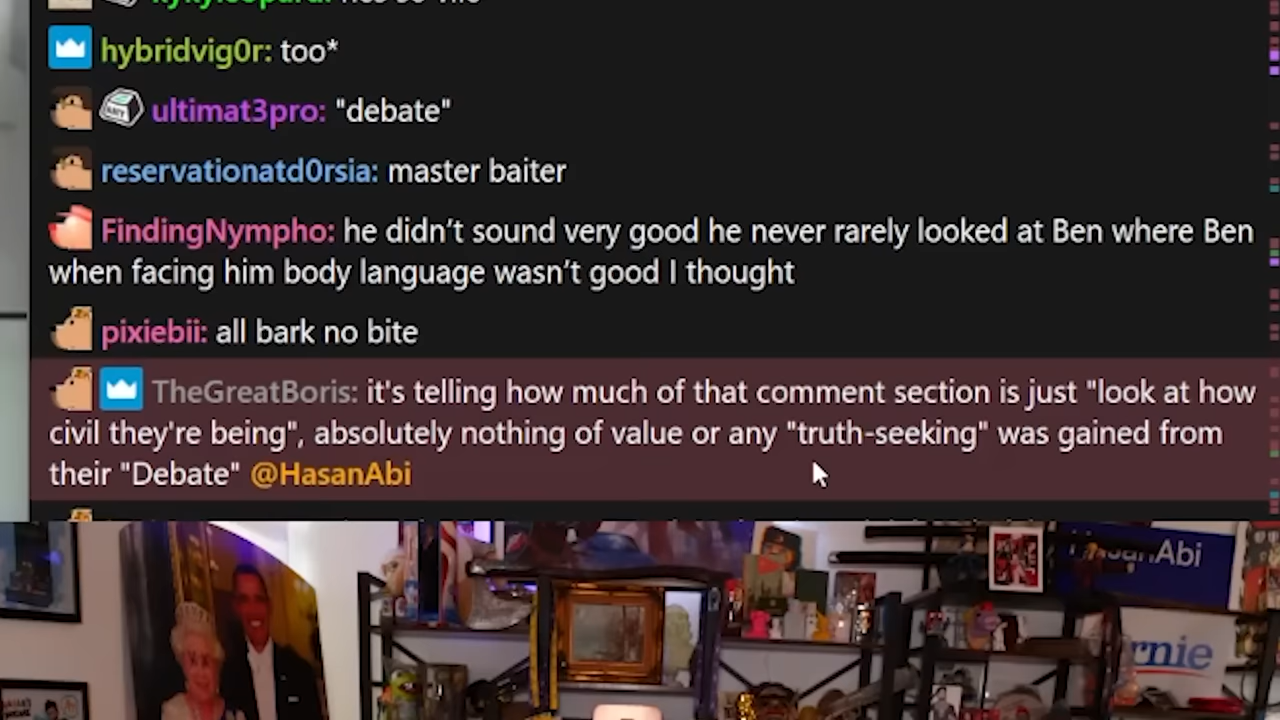 hybridvig0r: too*
ultimat3pro: "debate"
reservationatd0rsia: master baiter
FindingNympho: he didn’t sound very good he never rarely looked at Ben where Ben
when facing him body language wasn’t good I thought
pixiebii: all bark no bite
TheGreatBoris: it's telling how much of that comment section is just "look at how
civil they're being", absolutely nothing of value or any "truth-seeking" was gained from
their "Debate" @HasanAbi
HasanAbi
rnie